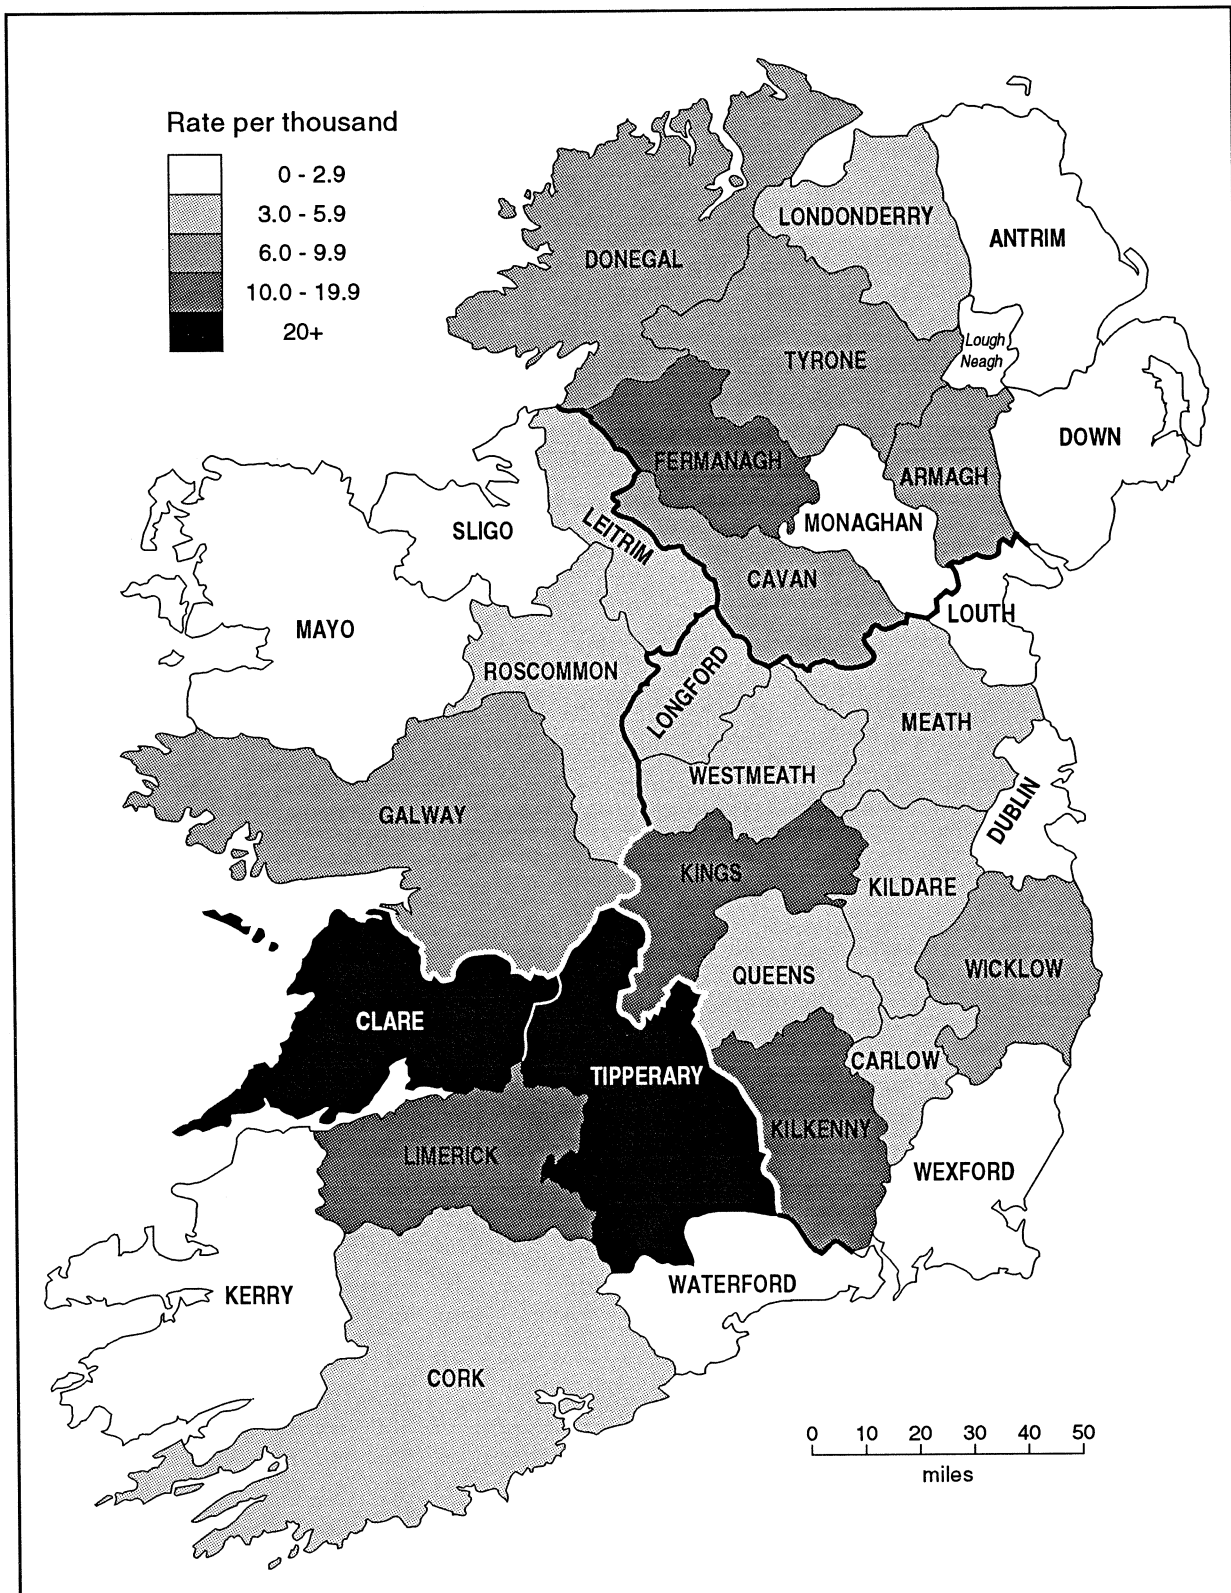 Rate per thousand
0 - 2.9
3.0 - 5.9
6.0 - 9.9
10.0 - 19.9
20+
LONDONDERRY
ANTRIM
DONEGAL
Lough
Neagh
TYRONE
DOWN
FERMANAGH
ARMAGH
SLIGO
LEITRIM
MONAGHAN
CAVAN
LOUTH
MAYO
ROSCOMMON
LONGFORD
MEATH
WESTMEATH
GALWAY
DUBLIN
KINGS
KILDARE
QUEENS
WICKLOW
CLARE
CARLOW
TIPPERARY
KILKENNY
LIMERICK
WEXFORD
KERRY
WATERFORD
CORK
0 10 20 30 40 50
miles